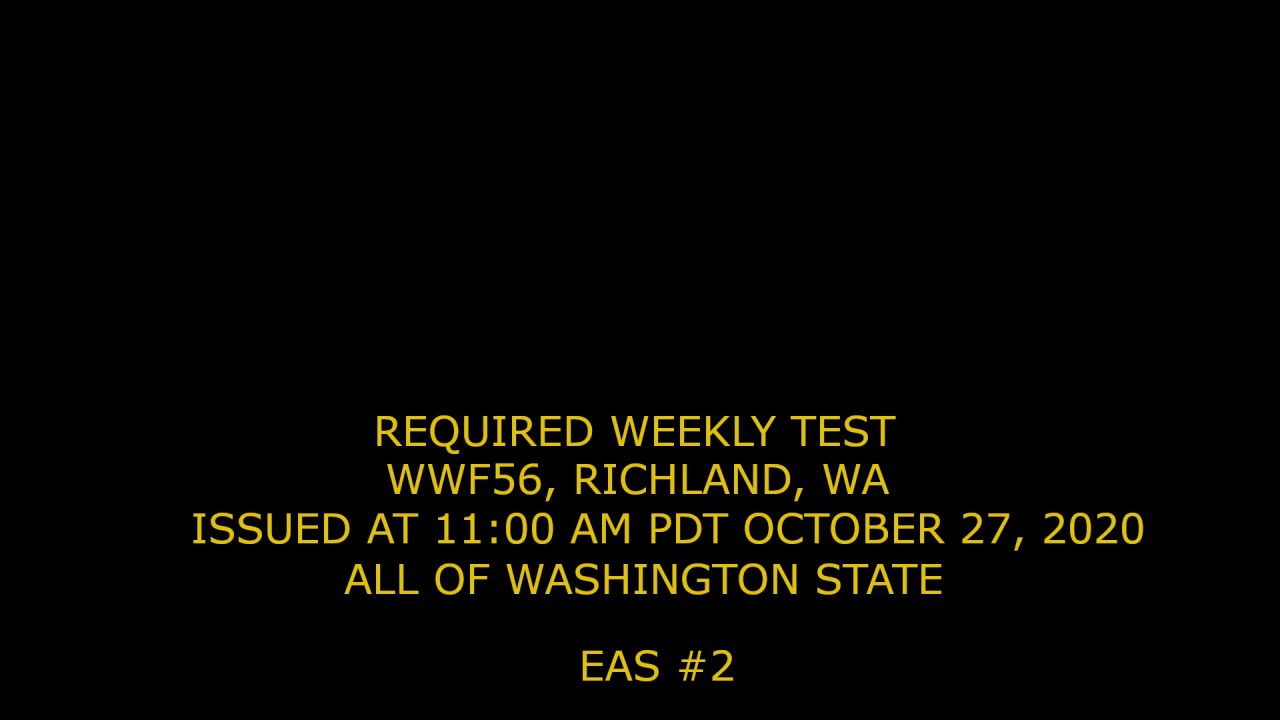 REQUIRED WEEKLY TEST
WWF56, RICHLAND, WA
ISSUED AT 11:00 AM PDT OCTOBER 27, 2020
ALL OF WASHINGTON STATE
EAS #2